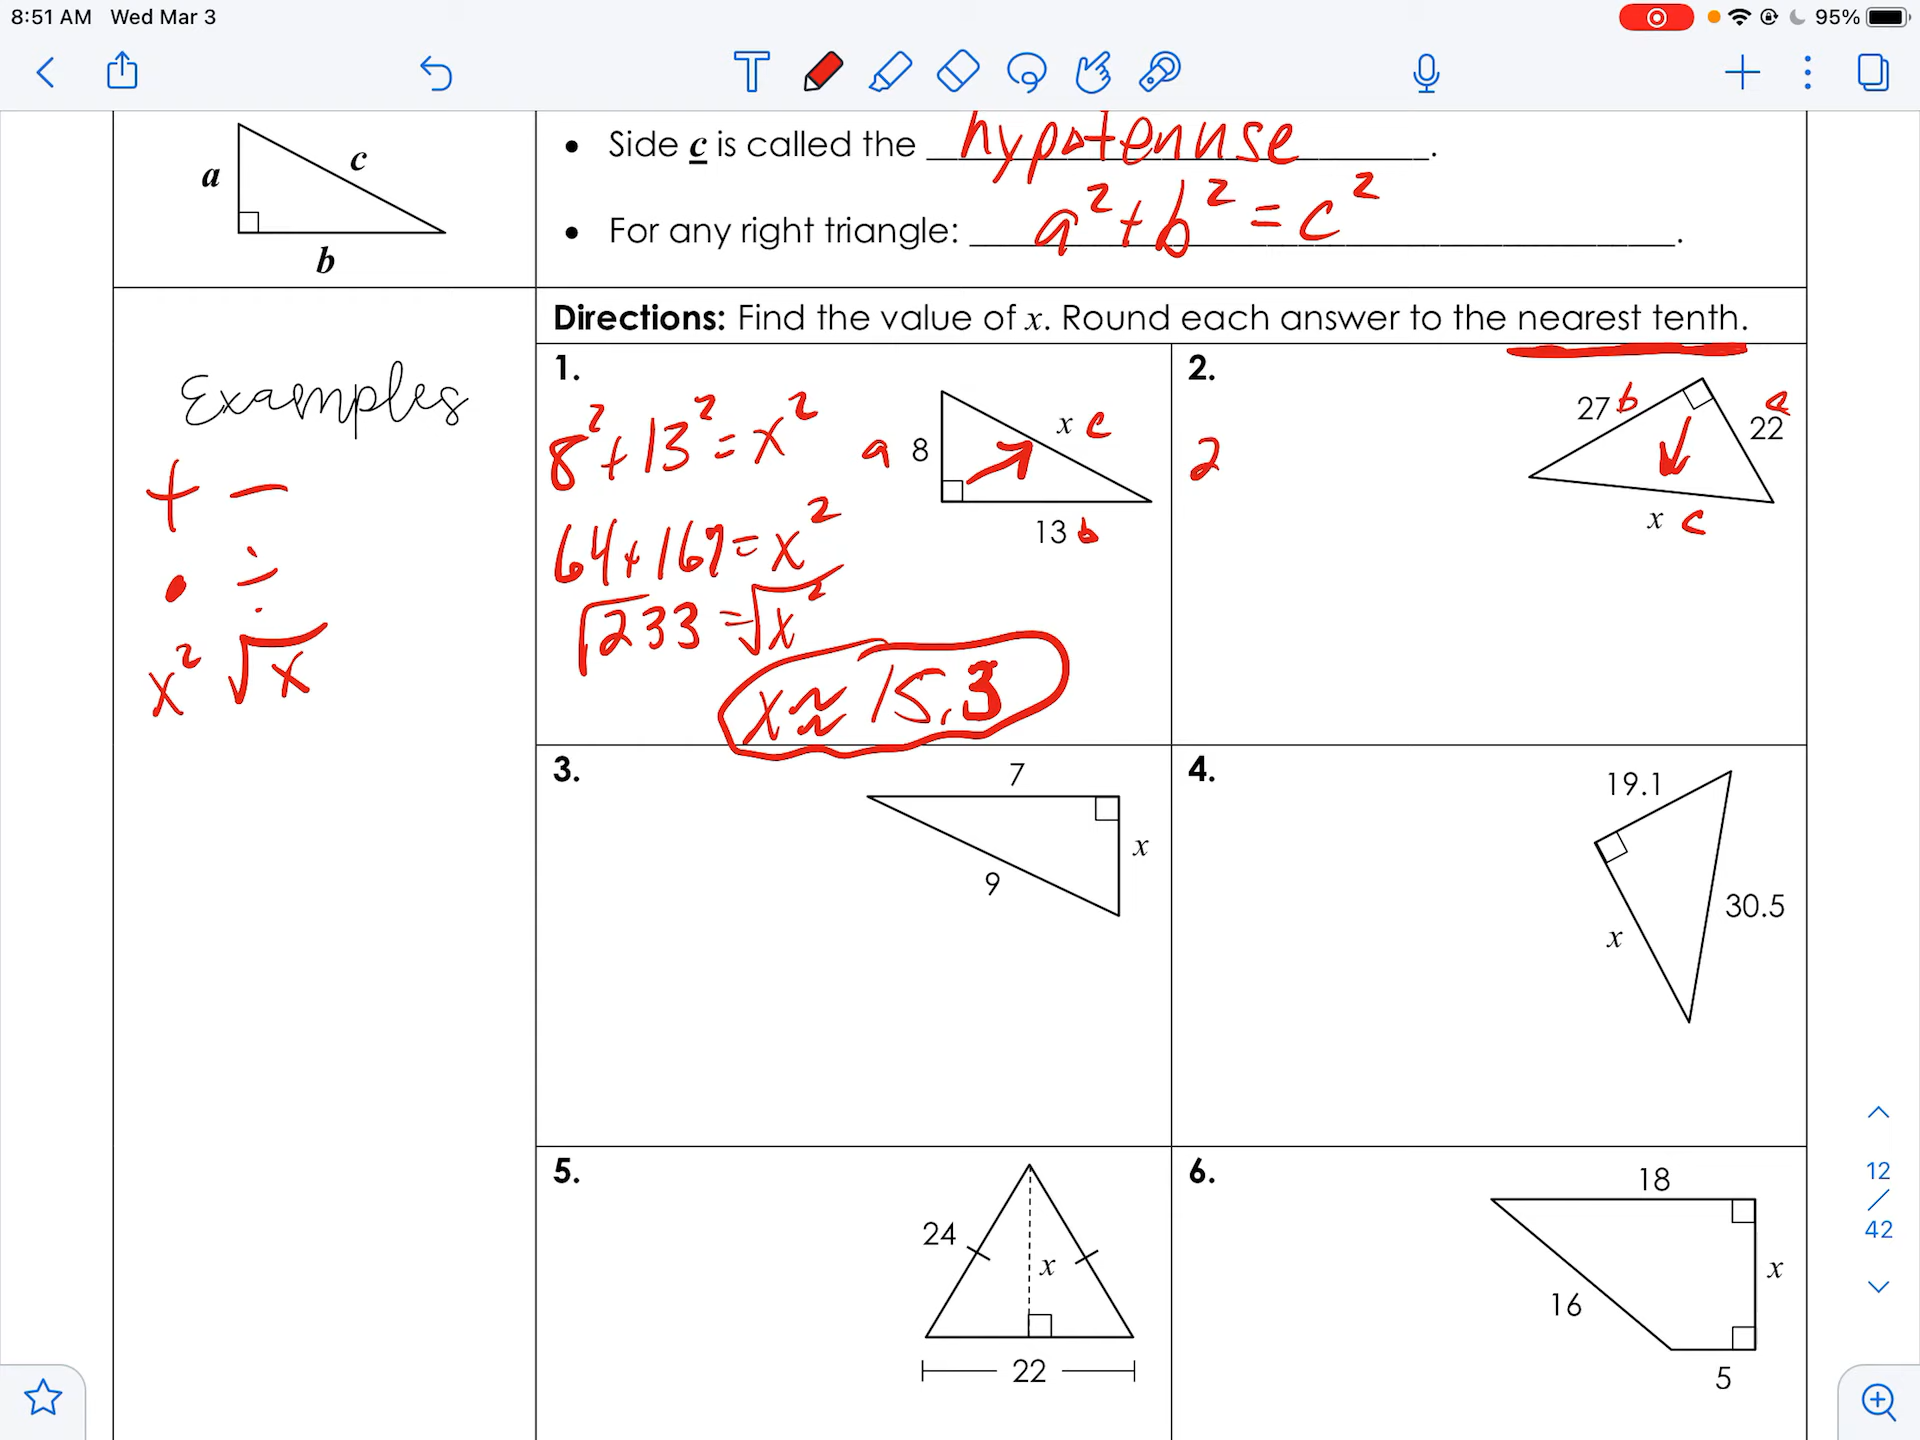 8:51 AM Wed Mar 3
95%
T
a
c
b
• Side c is called the hypotenuse.
• For any right triangle: a² + b² = c².
Examples
+ −
• ÷
x² √x
Directions: Find the value of x. Round each answer to the nearest tenth.
1.
8² + 13² = x²
a 8
x c
13 b
64 + 169 = x²
√233 = √x²
x ≈ 15.3
2.
2
27 b
a
22
x c
3.
7
x
9
4.
19.1
30.5
x
5.
24
x
22
6.
18
x
16
5
12
/
42